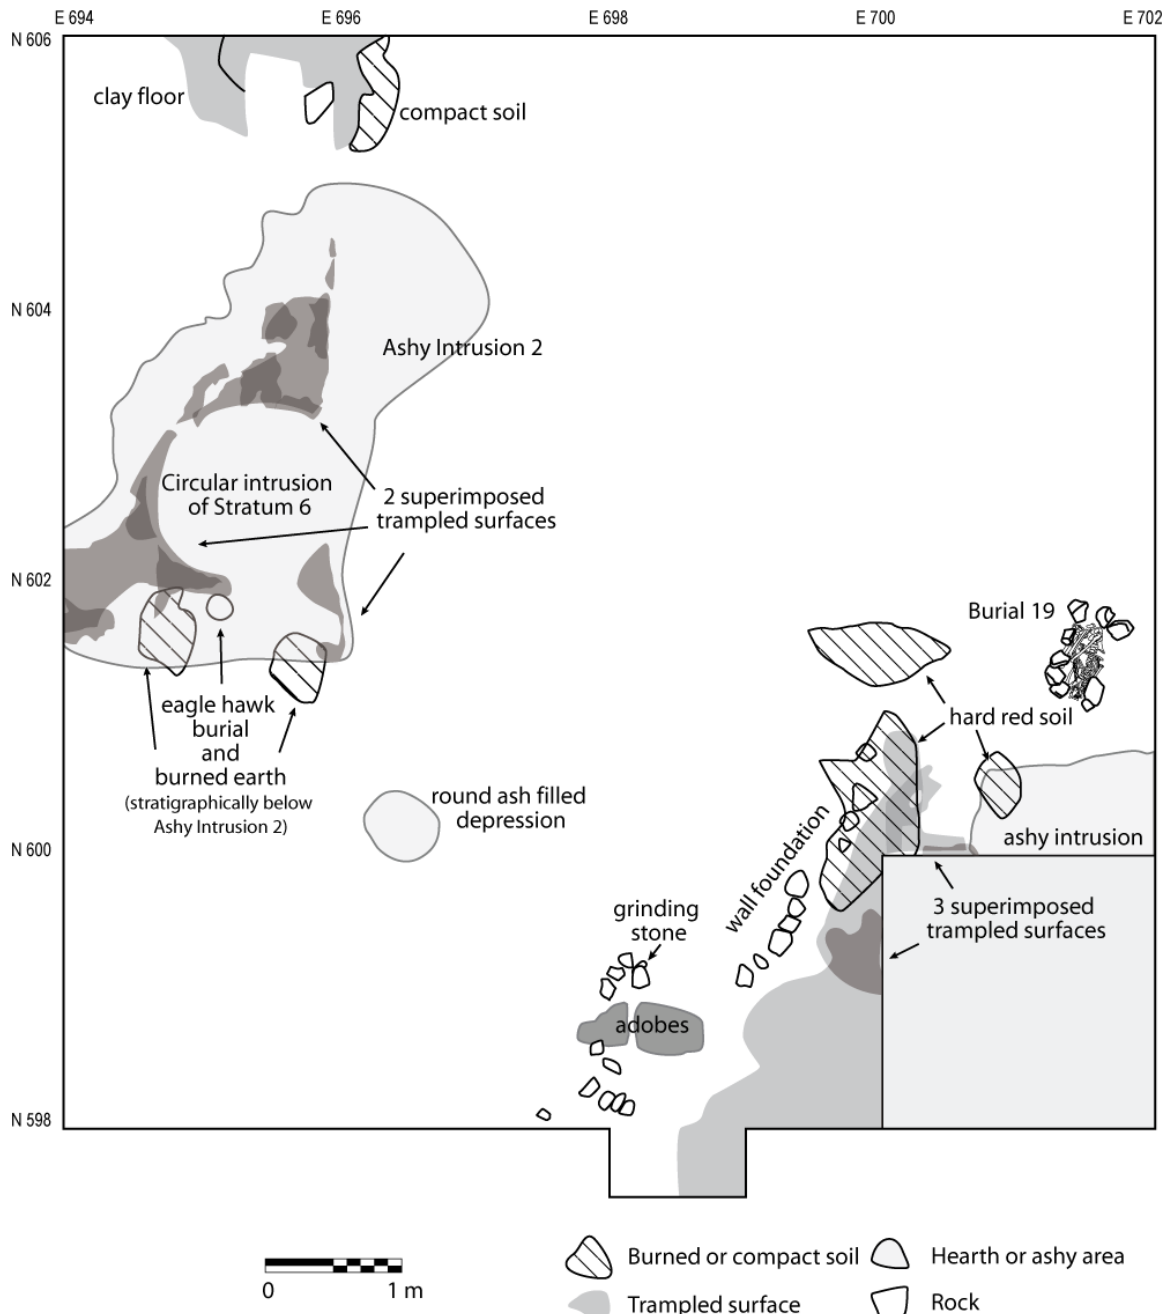 E 694
E 696
E 698
E 700
E 702
N 606
clay floor
compact soil
N 604
Ashy Intrusion 2
Circular intrusion
of Stratum 6
2 superimposed
trampled surfaces
N 602
Burial 19
eagle hawk
burial
and
burned earth
(stratigraphically below
Ashy Intrusion 2)
hard red soil
round ash filled
depression
wall foundation
ashy intrusion
N 600
3 superimposed
trampled surfaces
grinding
stone
adobes
N 598
0
1 m
Burned or compact soil
Hearth or ashy area
Trampled surface
Rock